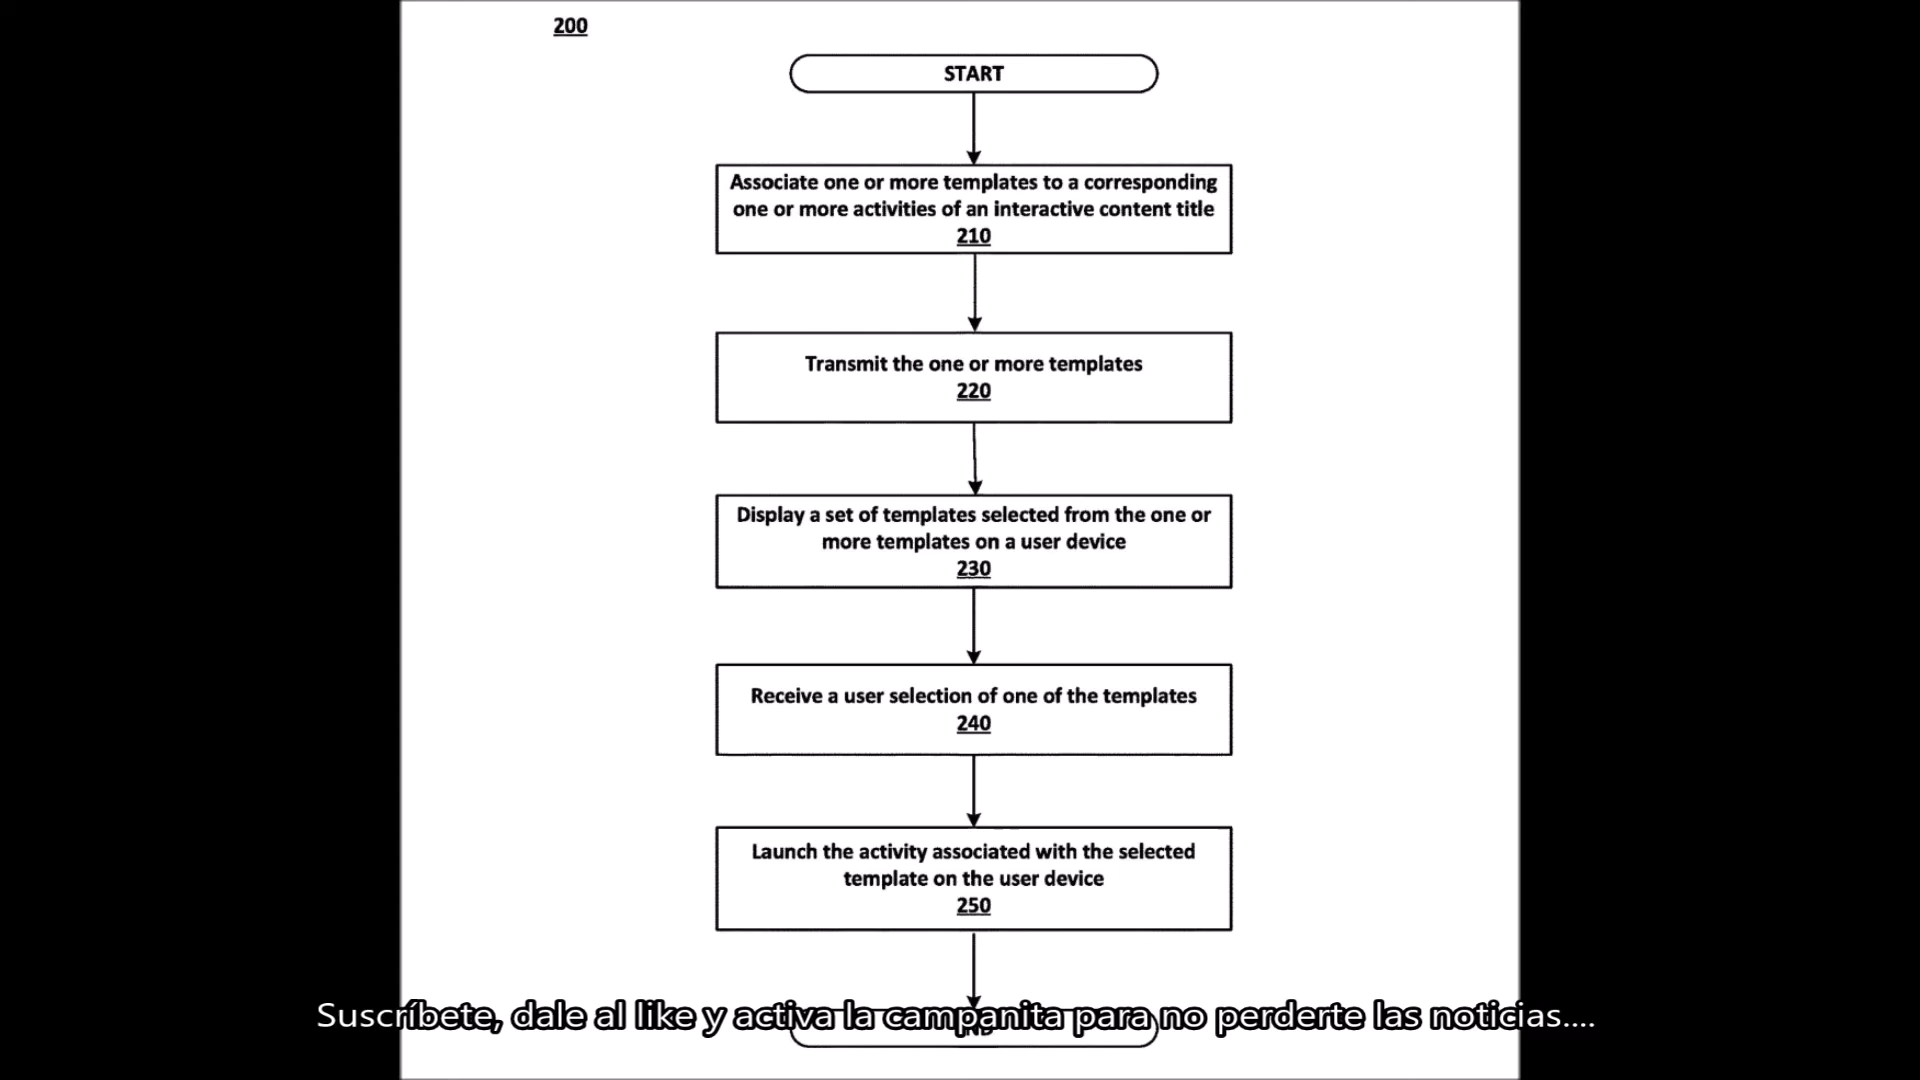 200
START
Associate one or more templates to a corresponding
one or more activities of an interactive content title
210
Transmit the one or more templates
220
Display a set of templates selected from the one or
more templates on a user device
230
Receive a user selection of one of the templates
240
Launch the activity associated with the selected
template on the user device
250
Suscríbete, dale al like y activa la campanita para no perderte las noticias....